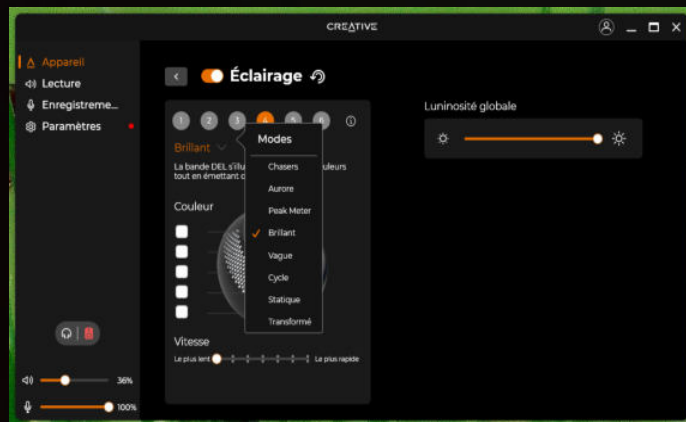 CREATIVE
Appareil
Lecture
Enregistreme...
Paramètres
36%
100%
Éclairage
1 2 3 4 5 6
Brillant
La bande DEL s'illu
uleurs
tout en émettant
Couleur
Vitesse
Le plus lent
Le plus rapide
Modes
Chasers
Aurore
Peak Meter
Brillant
Vague
Cycle
Statique
Transformé
Luminosité globale